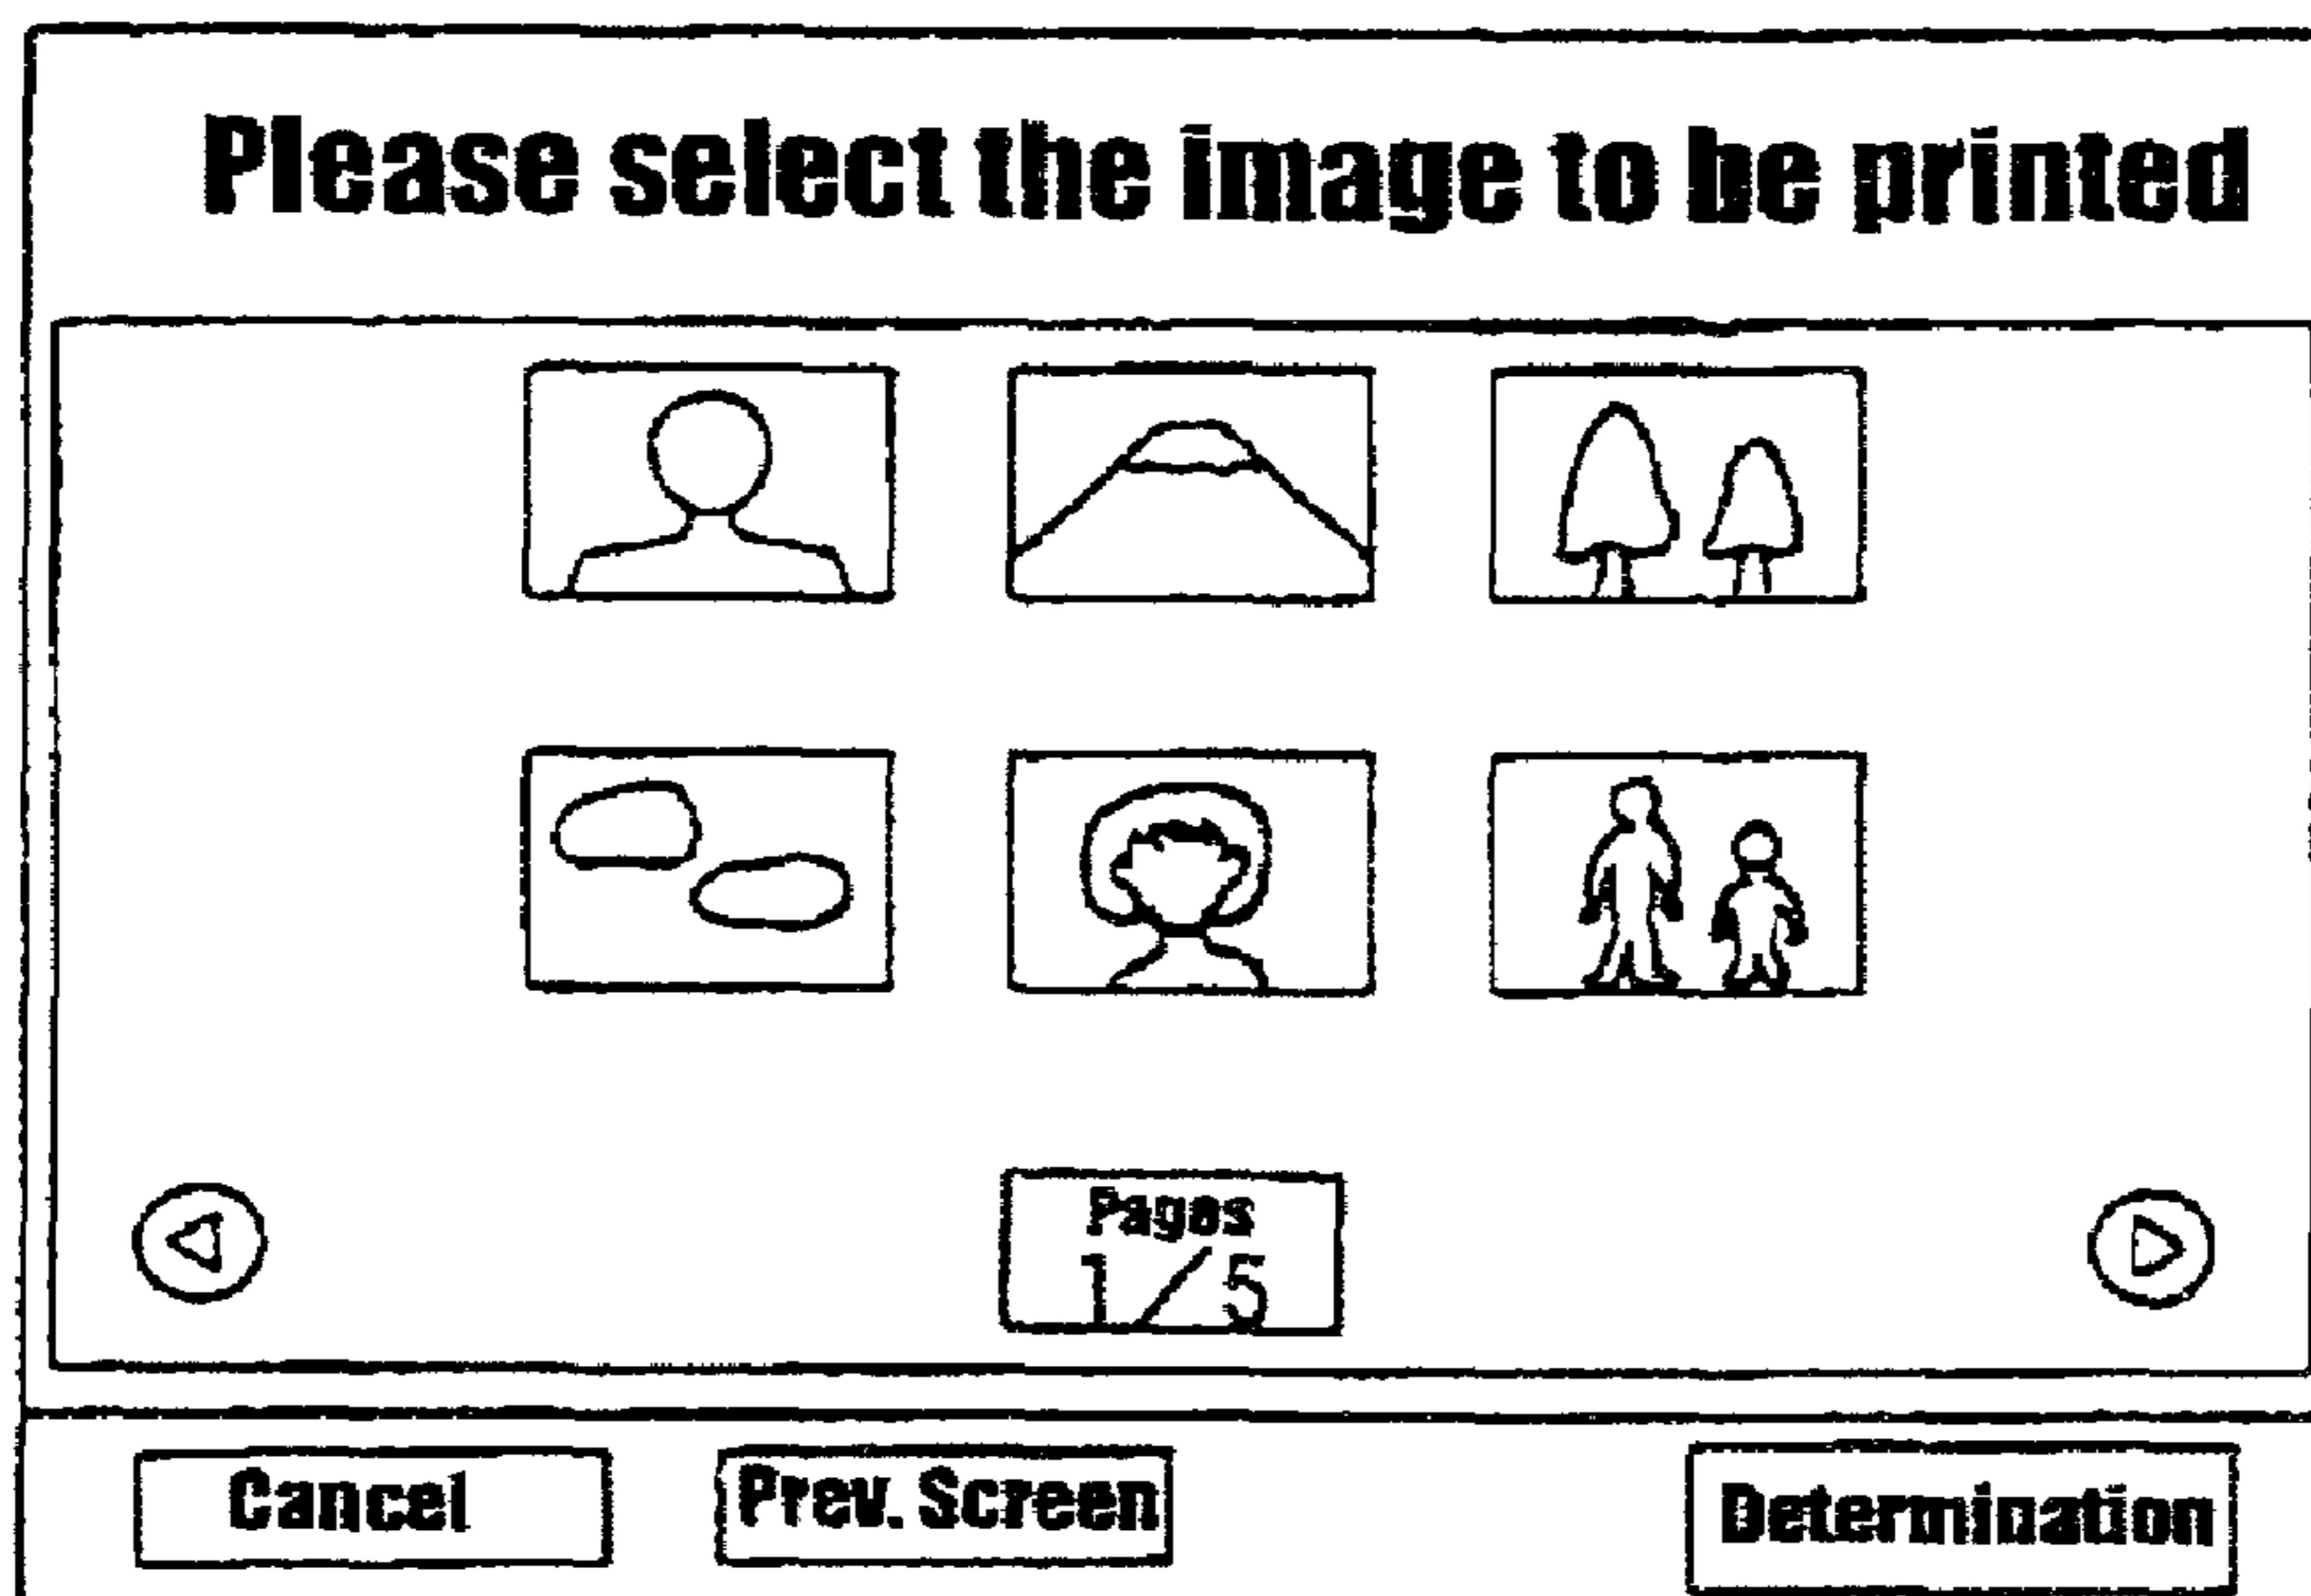 Please select the image to be printed
Pages
1/5
Cancel
Prev. Screen
Determination